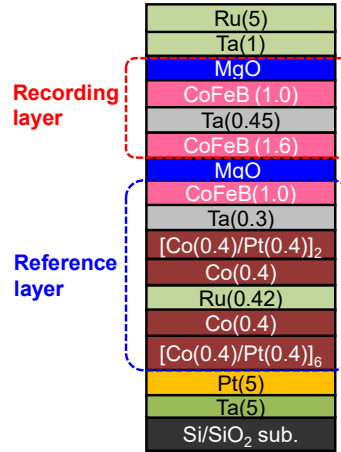 Ru(5)
Ta(1)
MgO
Recording
layer
CoFeB (1.0)
Ta(0.45)
CoFeB (1.6)
MgO
CoFeB(1.0)
Ta(0.3)
Reference
layer
[Co(0.4)/Pt(0.4)]₂
Co(0.4)
Ru(0.42)
Co(0.4)
[Co(0.4)/Pt(0.4)]₆
Pt(5)
Ta(5)
Si/SiO₂ sub.